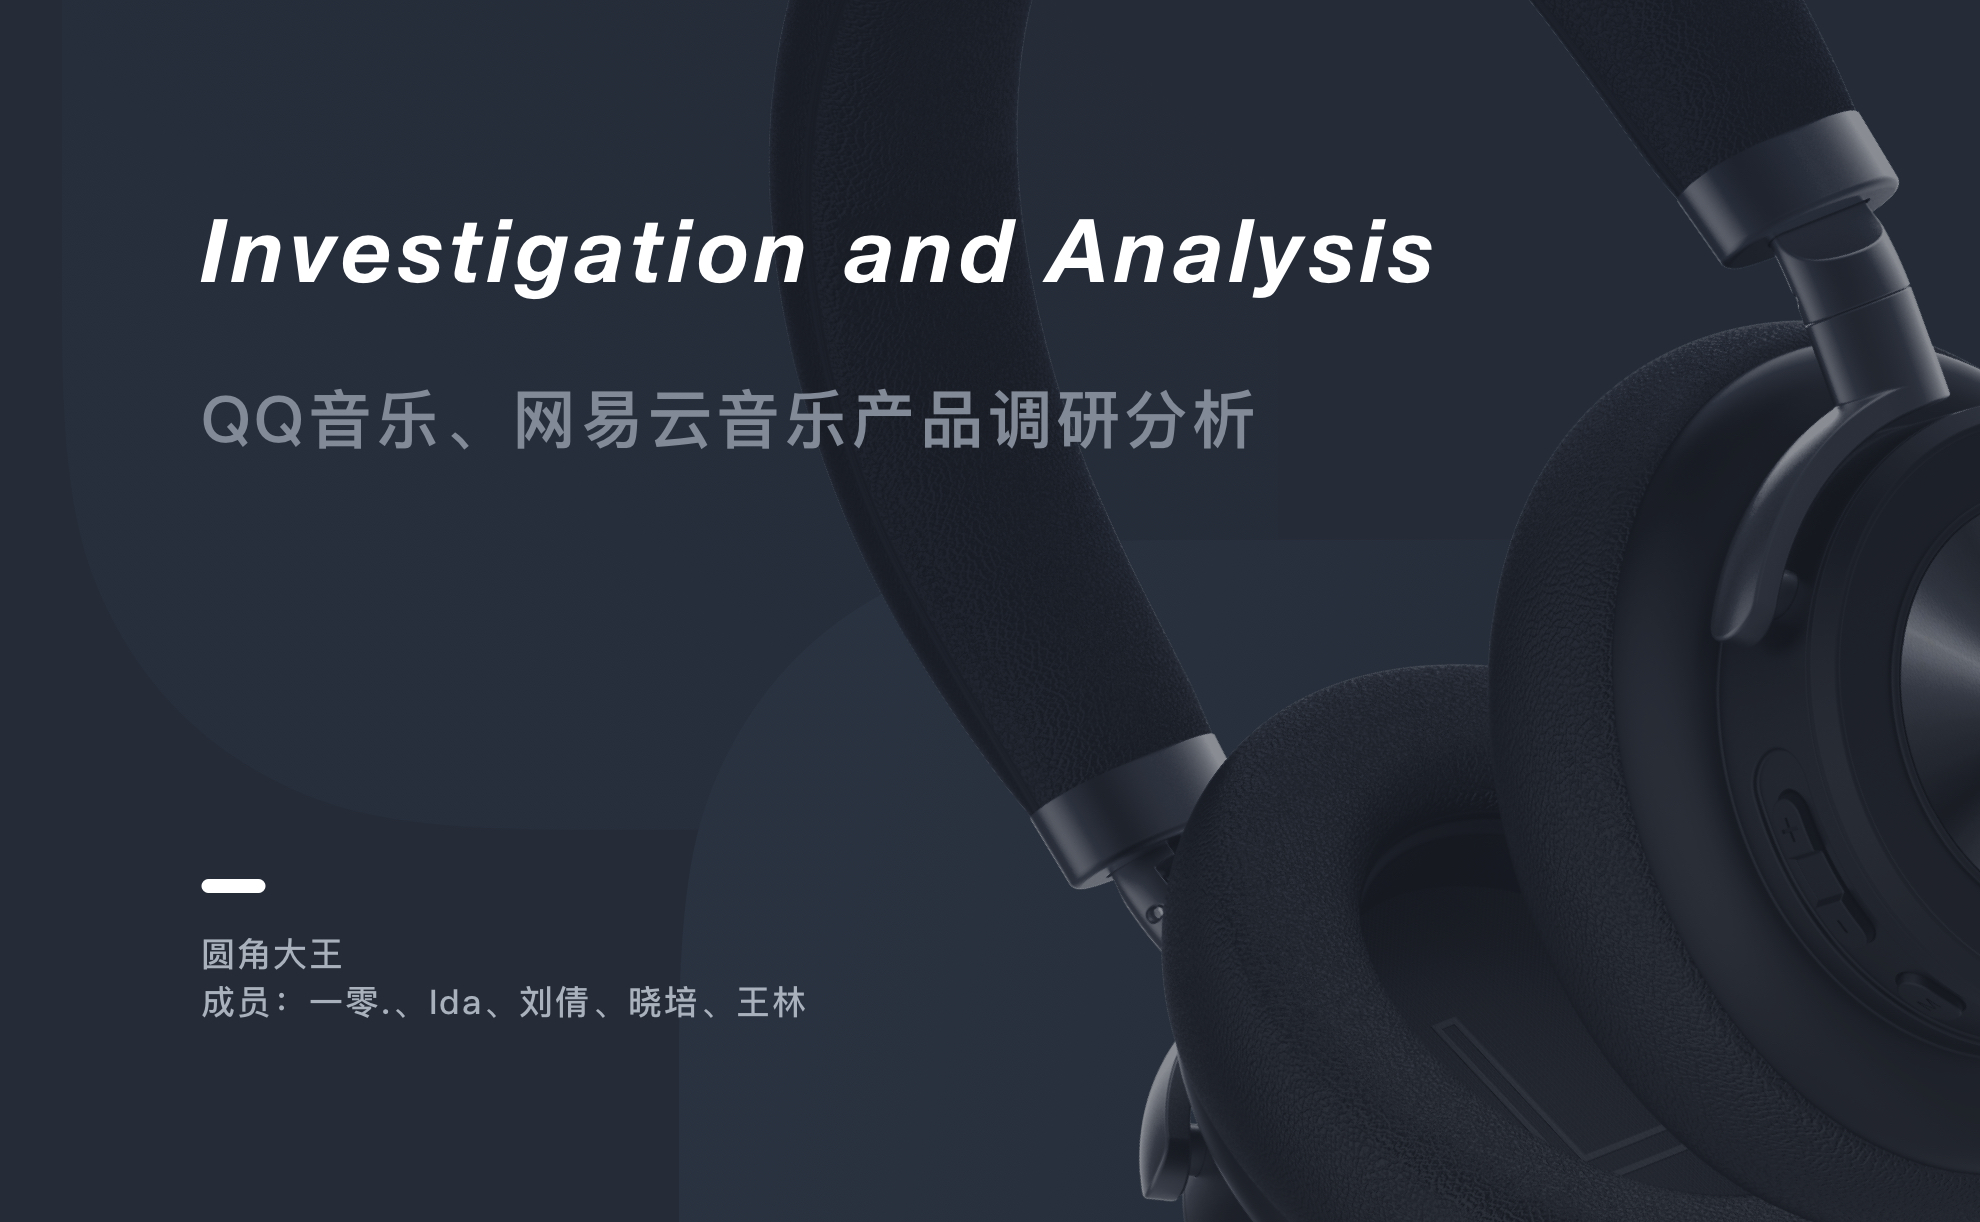 Investigation and Analysis
QQ音乐、网易云音乐产品调研分析
圆角大王
成员：一零.、Ida、刘倩、晓培、王林